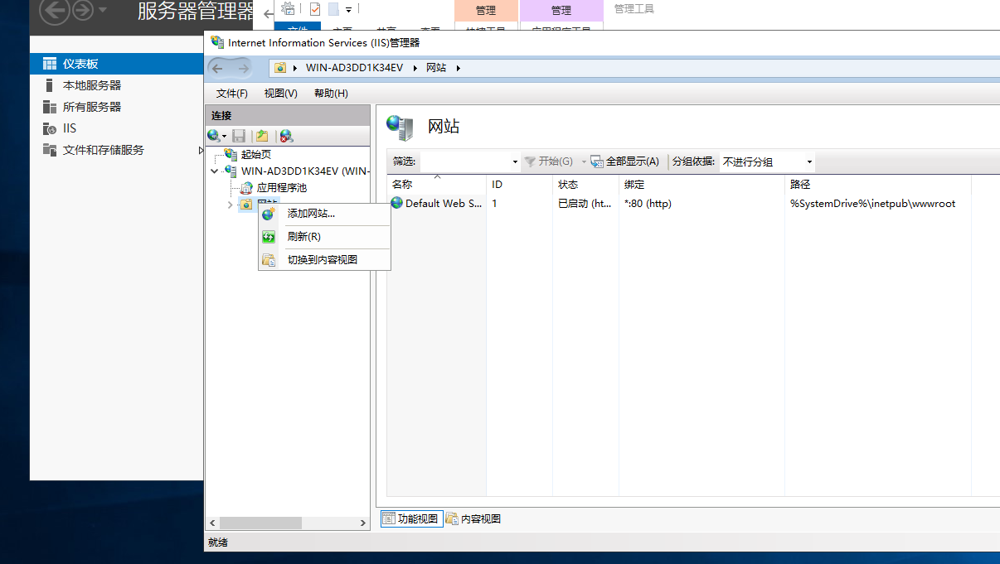 服务器管理器
管理
管理
管理工具
文件
Internet Information Services (IIS)管理器
仪表板
本地服务器
所有服务器
IIS
文件和存储服务
WIN-AD3DD1K34EV
网站
文件(F)
视图(V)
帮助(H)
连接
起始页
WIN-AD3DD1K34EV (WIN-
应用程序池
网站
添加网站...
刷新(R)
切换到内容视图
网站
筛选:
开始(G)
全部显示(A)
分组依据:
不进行分组
名称
ID
状态
绑定
路径
Default Web S...
1
已启动 (ht...
*:80 (http)
%SystemDrive%\inetpub\wwwroot
功能视图
内容视图
就绪